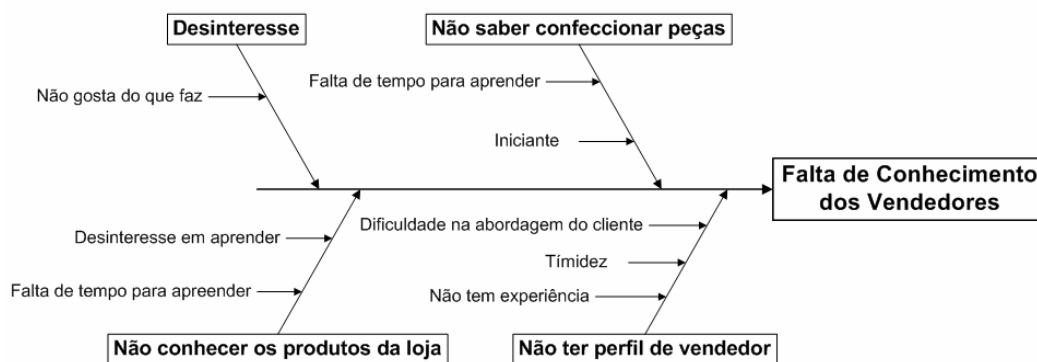 Desinteresse
Não saber confeccionar peças
Falta de tempo para aprender
Não gosta do que faz
Iniciante
Falta de Conhecimento
dos Vendedores
Dificuldade na abordagem do cliente
Desinteresse em aprender
Tímidez
Falta de tempo para apreender
Não tem experiência
Não conhecer os produtos da loja
Não ter perfil de vendedor